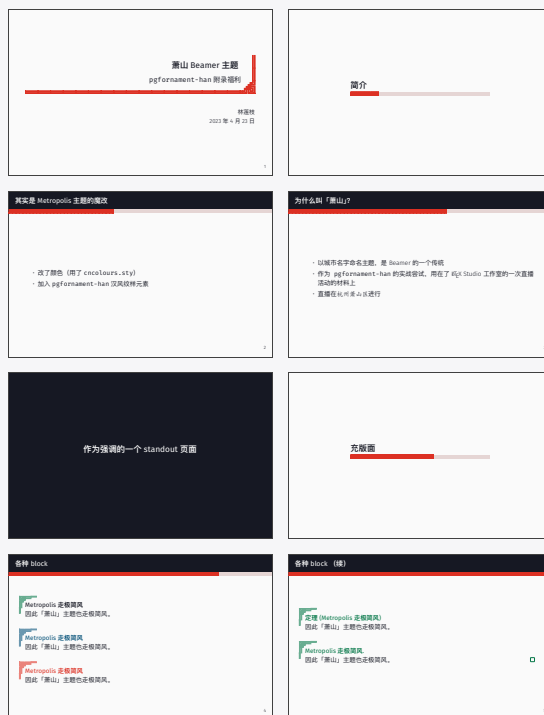 萧山 Beamer 主题
pgfornament-han 附录福利
林莲枝
2023 年 4 月 23 日
1
简介
其实是 Metropolis 主题的魔改
· 改了颜色（用了 cncolours.sty）
· 加入 pgfornament-han 汉风纹样元素
2
为什么叫「萧山」？
· 以城市名字命名主题，是 Beamer 的一个传统
· 作为 pgfornament-han 的实战尝试，用在了 LaTeX Studio 工作室的一次直播
活动的材料上
· 直播在杭州萧山区进行
作为强调的一个 standout 页面
充版面
各种 block
Metropolis 走极简风
因此「萧山」主题也走极简风。
Metropolis 走极简风
因此「萧山」主题也走极简风。
Metropolis 走极简风
因此「萧山」主题也走极简风。
各种 block （续）
定理 (Metropolis 走极简风)
因此「萧山」主题也走极简风。
Metropolis 走极简风.
因此「萧山」主题也走极简风。